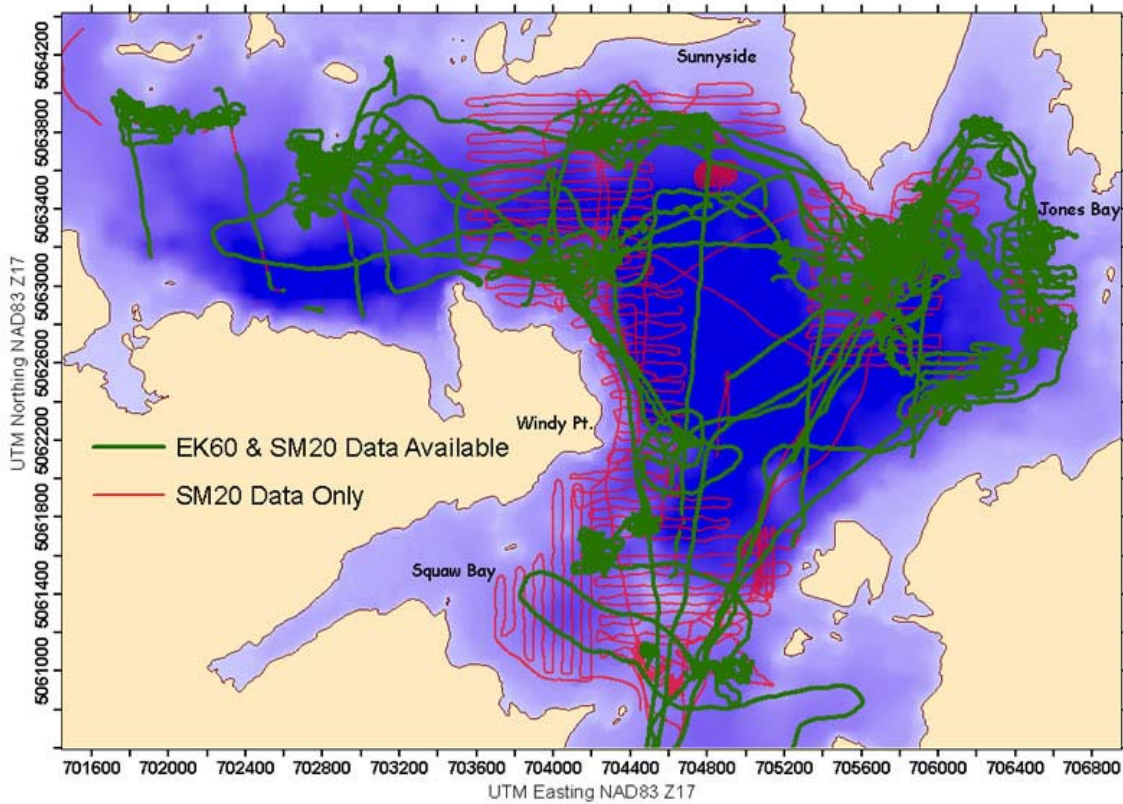 Sunnyside
Jones Bay
Windy Pt.
EK60 & SM20 Data Available
SM20 Data Only
Squaw Bay
UTM Northing NAD83 Z17
5064200
5063800
5063400
5063000
5062600
5062200
5061800
5061400
5061000
701600 702000 702400 702800 703200 703600 704000 704400 704800 705200 705600 706000 706400 706800
UTM Easting NAD83 Z17